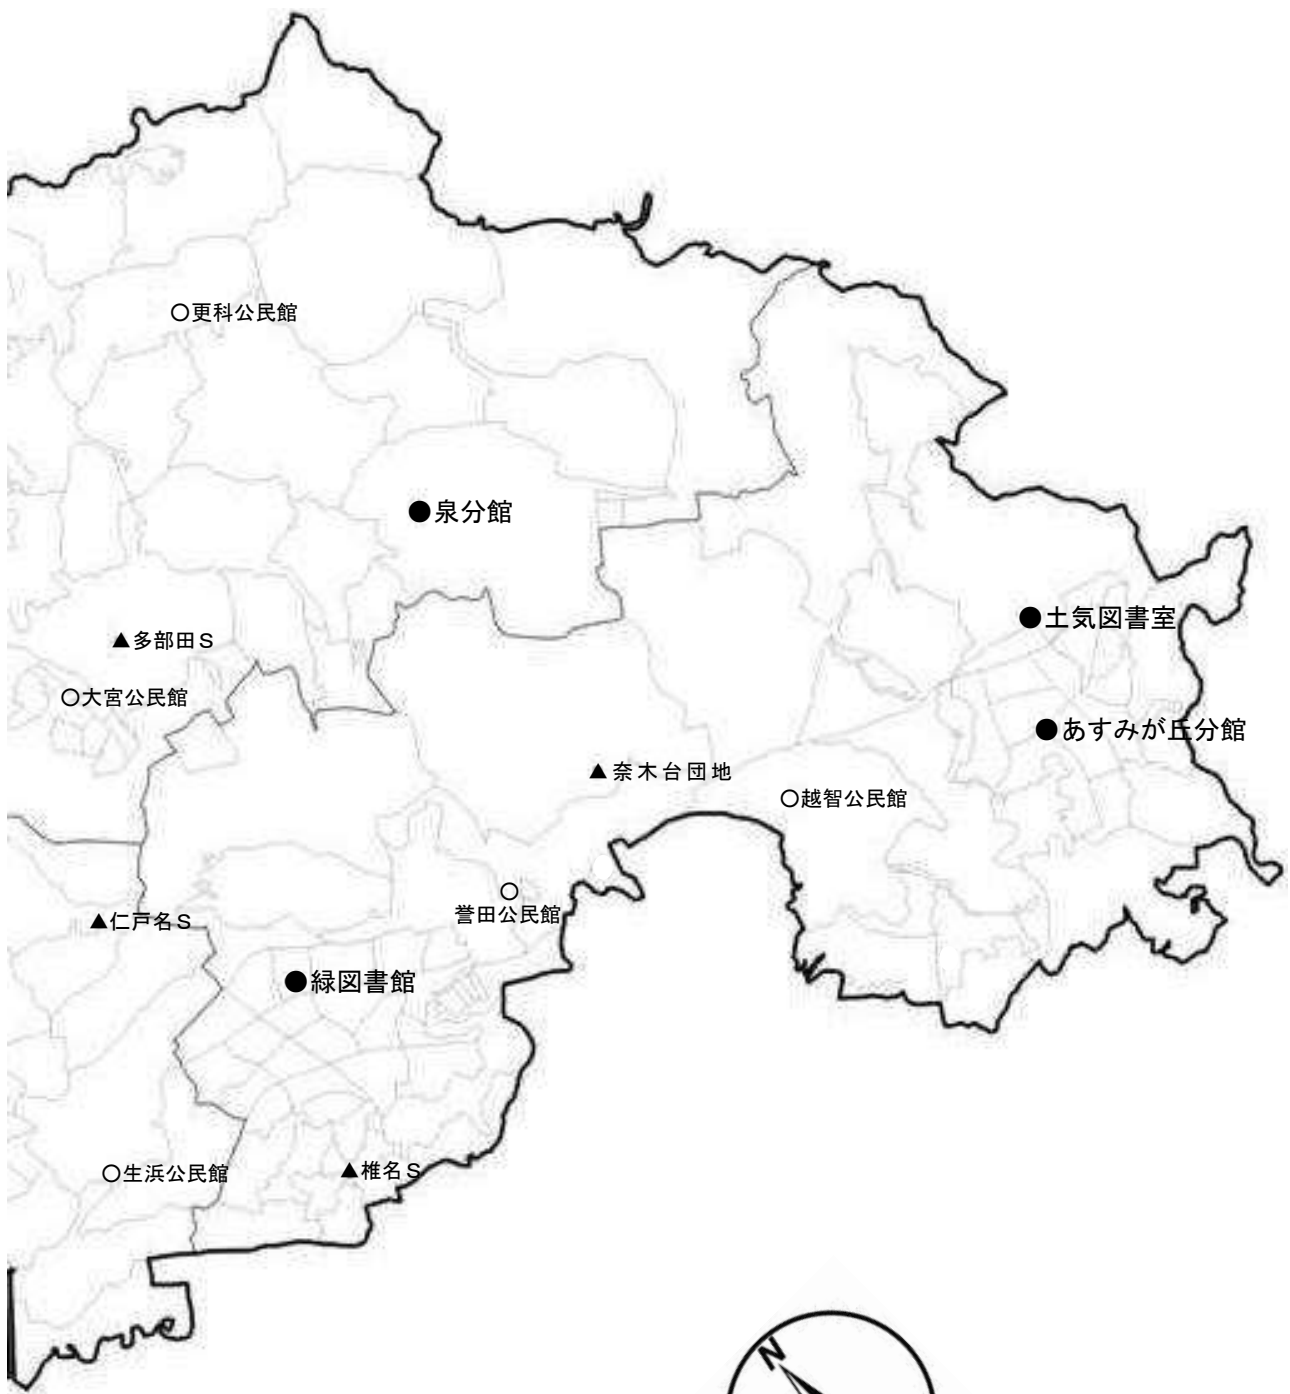 ○更科公民館
●泉分館
●土気図書室
▲多部田S
○大宮公民館
●あすみが丘分館
▲奈木台団地
○越智公民館
○
誉田公民館
▲仁戸名S
●緑図書館
○生浜公民館
▲椎名S
N